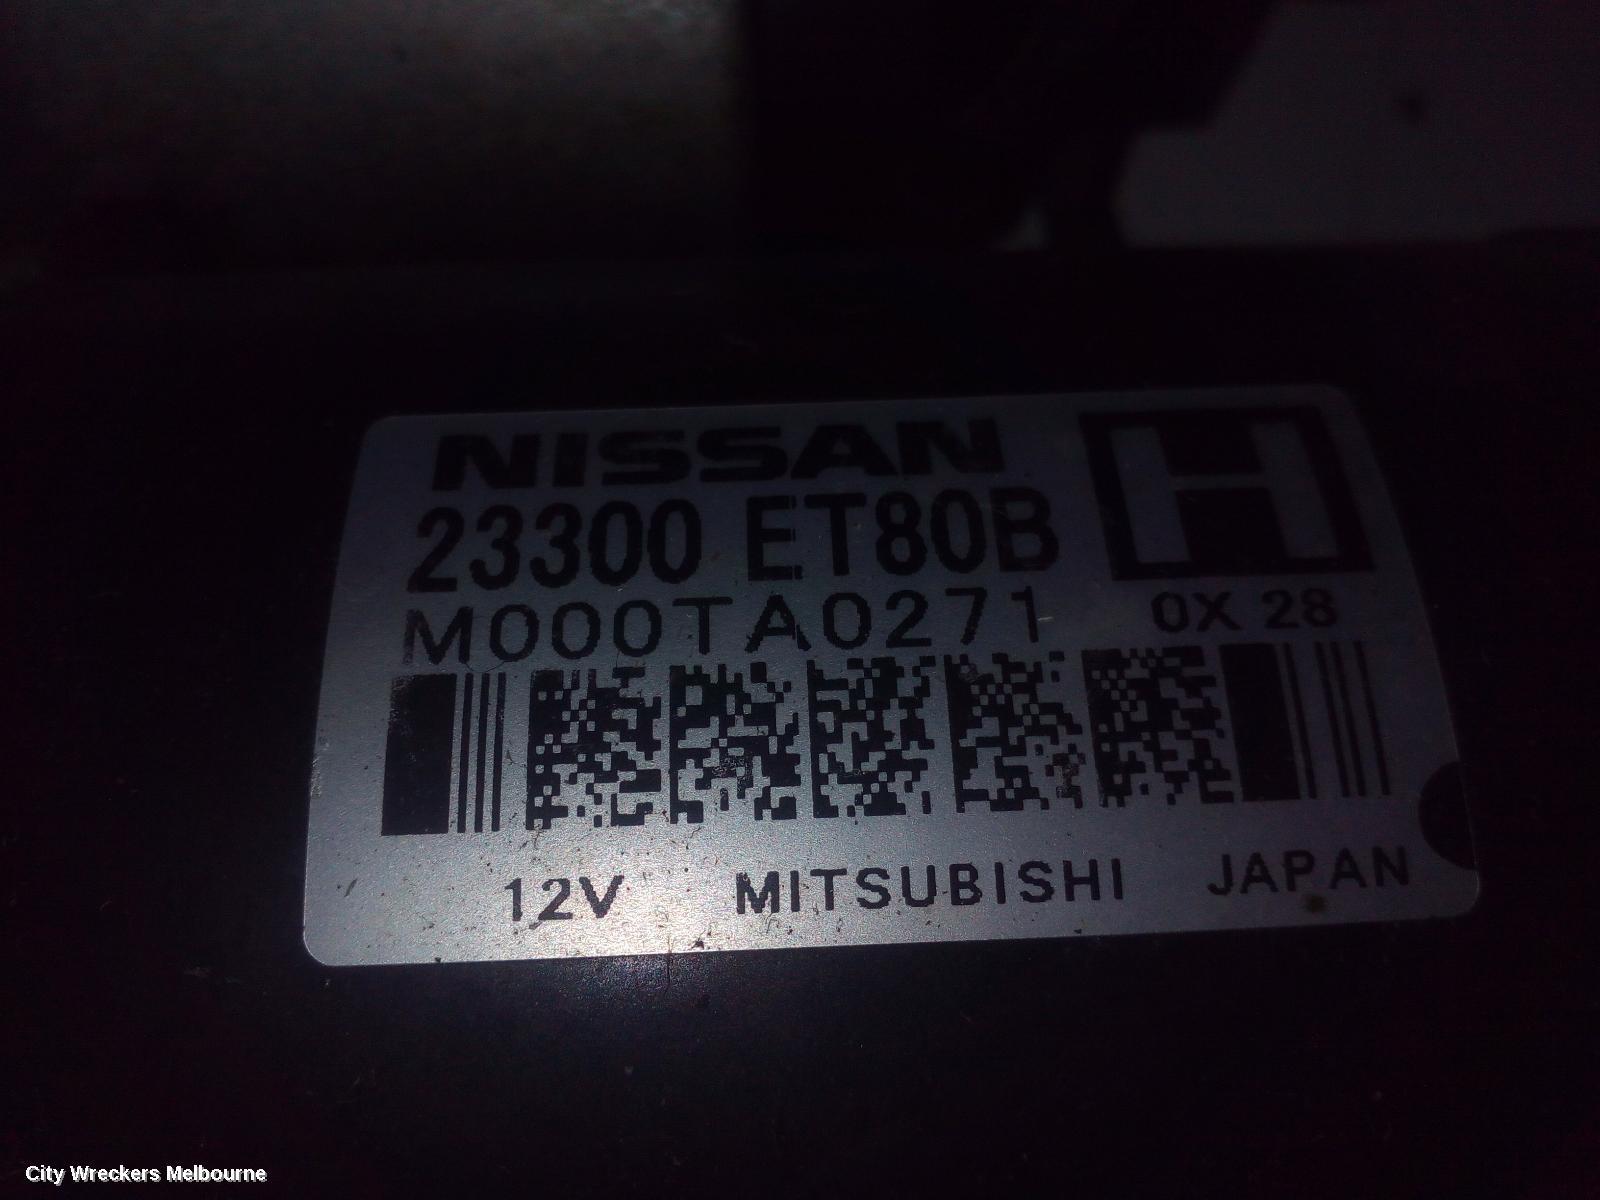 NISSAN
H
23300 ET80B
M000TA0271
0X 28
12V MITSUBISHI JAPAN
City Wreckers Melbourne